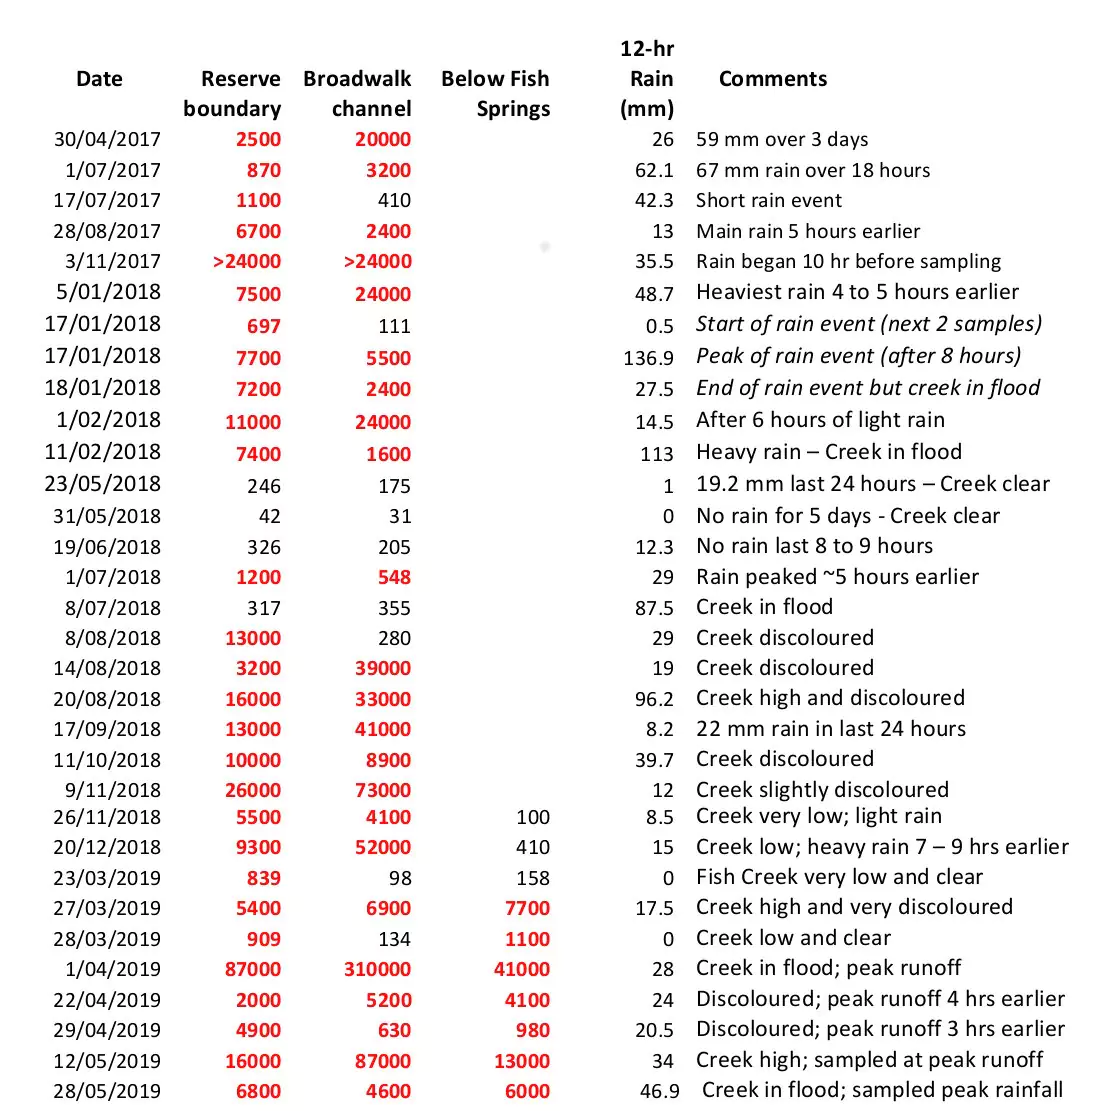 12-hr
Date Reserve Broadwalk Below Fish Rain Comments
boundary channel Springs (mm)
30/04/2017 2500 20000 26 59 mm over 3 days
1/07/2017 870 3200 62.1 67 mm rain over 18 hours
17/07/2017 1100 410 42.3 Short rain event
28/08/2017 6700 2400 13 Main rain 5 hours earlier
3/11/2017 >24000 >24000 35.5 Rain began 10 hr before sampling
5/01/2018 7500 24000 48.7 Heaviest rain 4 to 5 hours earlier
17/01/2018 697 111 0.5 Start of rain event (next 2 samples)
17/01/2018 7700 5500 136.9 Peak of rain event (after 8 hours)
18/01/2018 7200 2400 27.5 End of rain event but creek in flood
1/02/2018 11000 24000 14.5 After 6 hours of light rain
11/02/2018 7400 1600 113 Heavy rain – Creek in flood
23/05/2018 246 175 1 19.2 mm last 24 hours – Creek clear
31/05/2018 42 31 0 No rain for 5 days - Creek clear
19/06/2018 326 205 12.3 No rain last 8 to 9 hours
1/07/2018 1200 548 29 Rain peaked ~5 hours earlier
8/07/2018 317 355 87.5 Creek in flood
8/08/2018 13000 280 29 Creek discoloured
14/08/2018 3200 39000 19 Creek discoloured
20/08/2018 16000 33000 96.2 Creek high and discoloured
17/09/2018 13000 41000 8.2 22 mm rain in last 24 hours
11/10/2018 10000 8900 39.7 Creek discoloured
9/11/2018 26000 73000 12 Creek slightly discoloured
26/11/2018 5500 4100 100 8.5 Creek very low; light rain
20/12/2018 9300 52000 410 15 Creek low; heavy rain 7 – 9 hrs earlier
23/03/2019 839 98 158 0 Fish Creek very low and clear
27/03/2019 5400 6900 7700 17.5 Creek high and very discoloured
28/03/2019 909 134 1100 0 Creek low and clear
1/04/2019 87000 310000 41000 28 Creek in flood; peak runoff
22/04/2019 2000 5200 4100 24 Discoloured; peak runoff 4 hrs earlier
29/04/2019 4900 630 980 20.5 Discoloured; peak runoff 3 hrs earlier
12/05/2019 16000 87000 13000 34 Creek high; sampled at peak runoff
28/05/2019 6800 4600 6000 46.9 Creek in flood; sampled peak rainfall